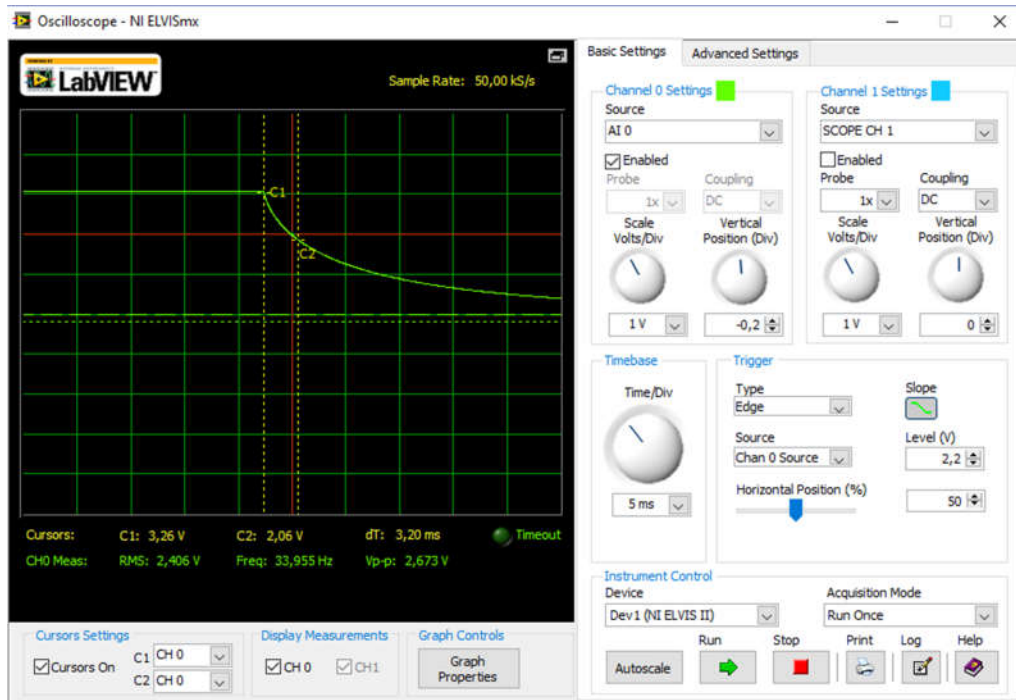 Oscilloscope - NI ELVISmx
LabVIEW
Sample Rate: 50,00 kS/s
C1
C2
Cursors: C1: 3,26 V C2: 2,06 V dT: 3,20 ms Timeout
CH0 Meas: RMS: 2,406 V Freq: 33,955 Hz Vp-p: 2,673 V
Cursors Settings
Cursors On
C1 CH 0
C2 CH 0
Display Measurements
CH 0 CH1
Graph Controls
Graph
Properties
Basic Settings Advanced Settings
Channel 0 Settings
Source
AI 0
Enabled
Probe Coupling
1x DC
Scale
Volts/Div
Vertical
Position (Div)
1 V -0,2
Channel 1 Settings
Source
SCOPE CH 1
Enabled
Probe Coupling
1x DC
Scale
Volts/Div
Vertical
Position (Div)
1 V 0
Timebase
Time/Div
5 ms
Trigger
Type
Edge
Slope
Source
Chan 0 Source
Level (V)
2,2
Horizontal Position (%)
50
Instrument Control
Device
Dev1 (NI ELVIS II)
Acquisition Mode
Run Once
Run Stop Print Log Help
Autoscale